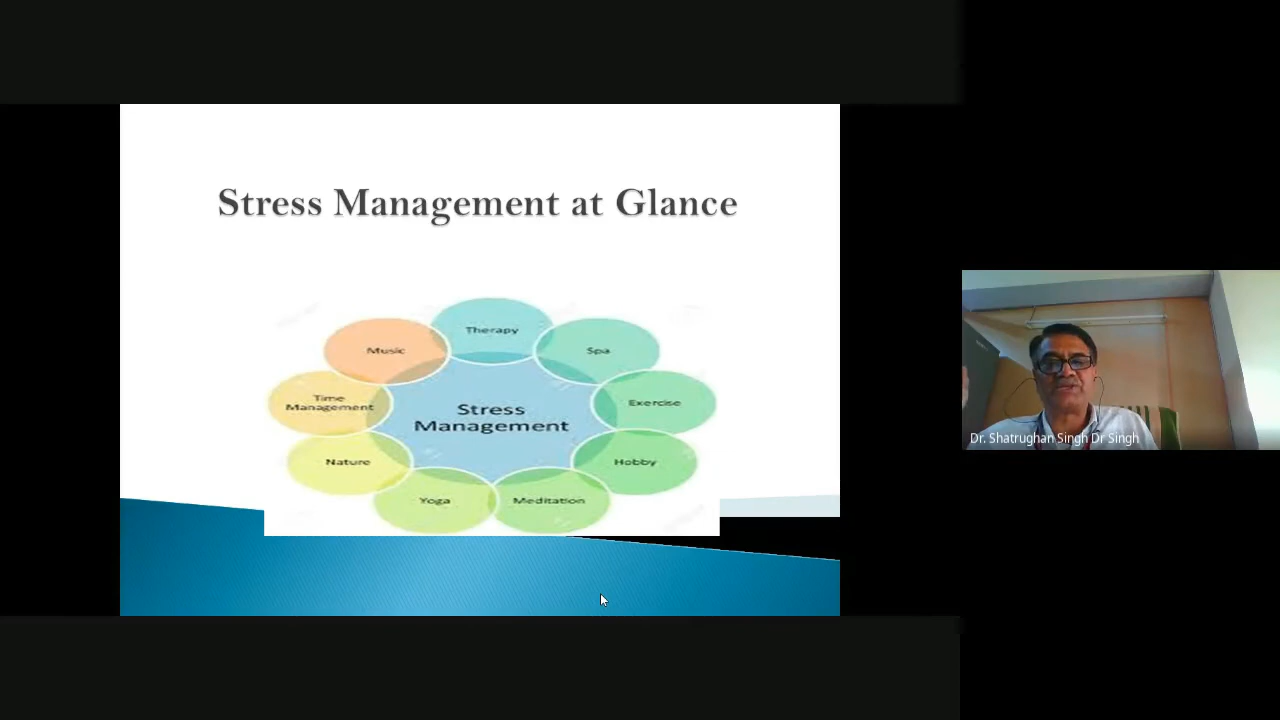 Stress Management at Glance
Therapy
Music
Spa
Time
Management
Exercise
Stress
Management
Nature
Hobby
Yoga
Meditation
Dr. Shatrughan Singh Dr Singh